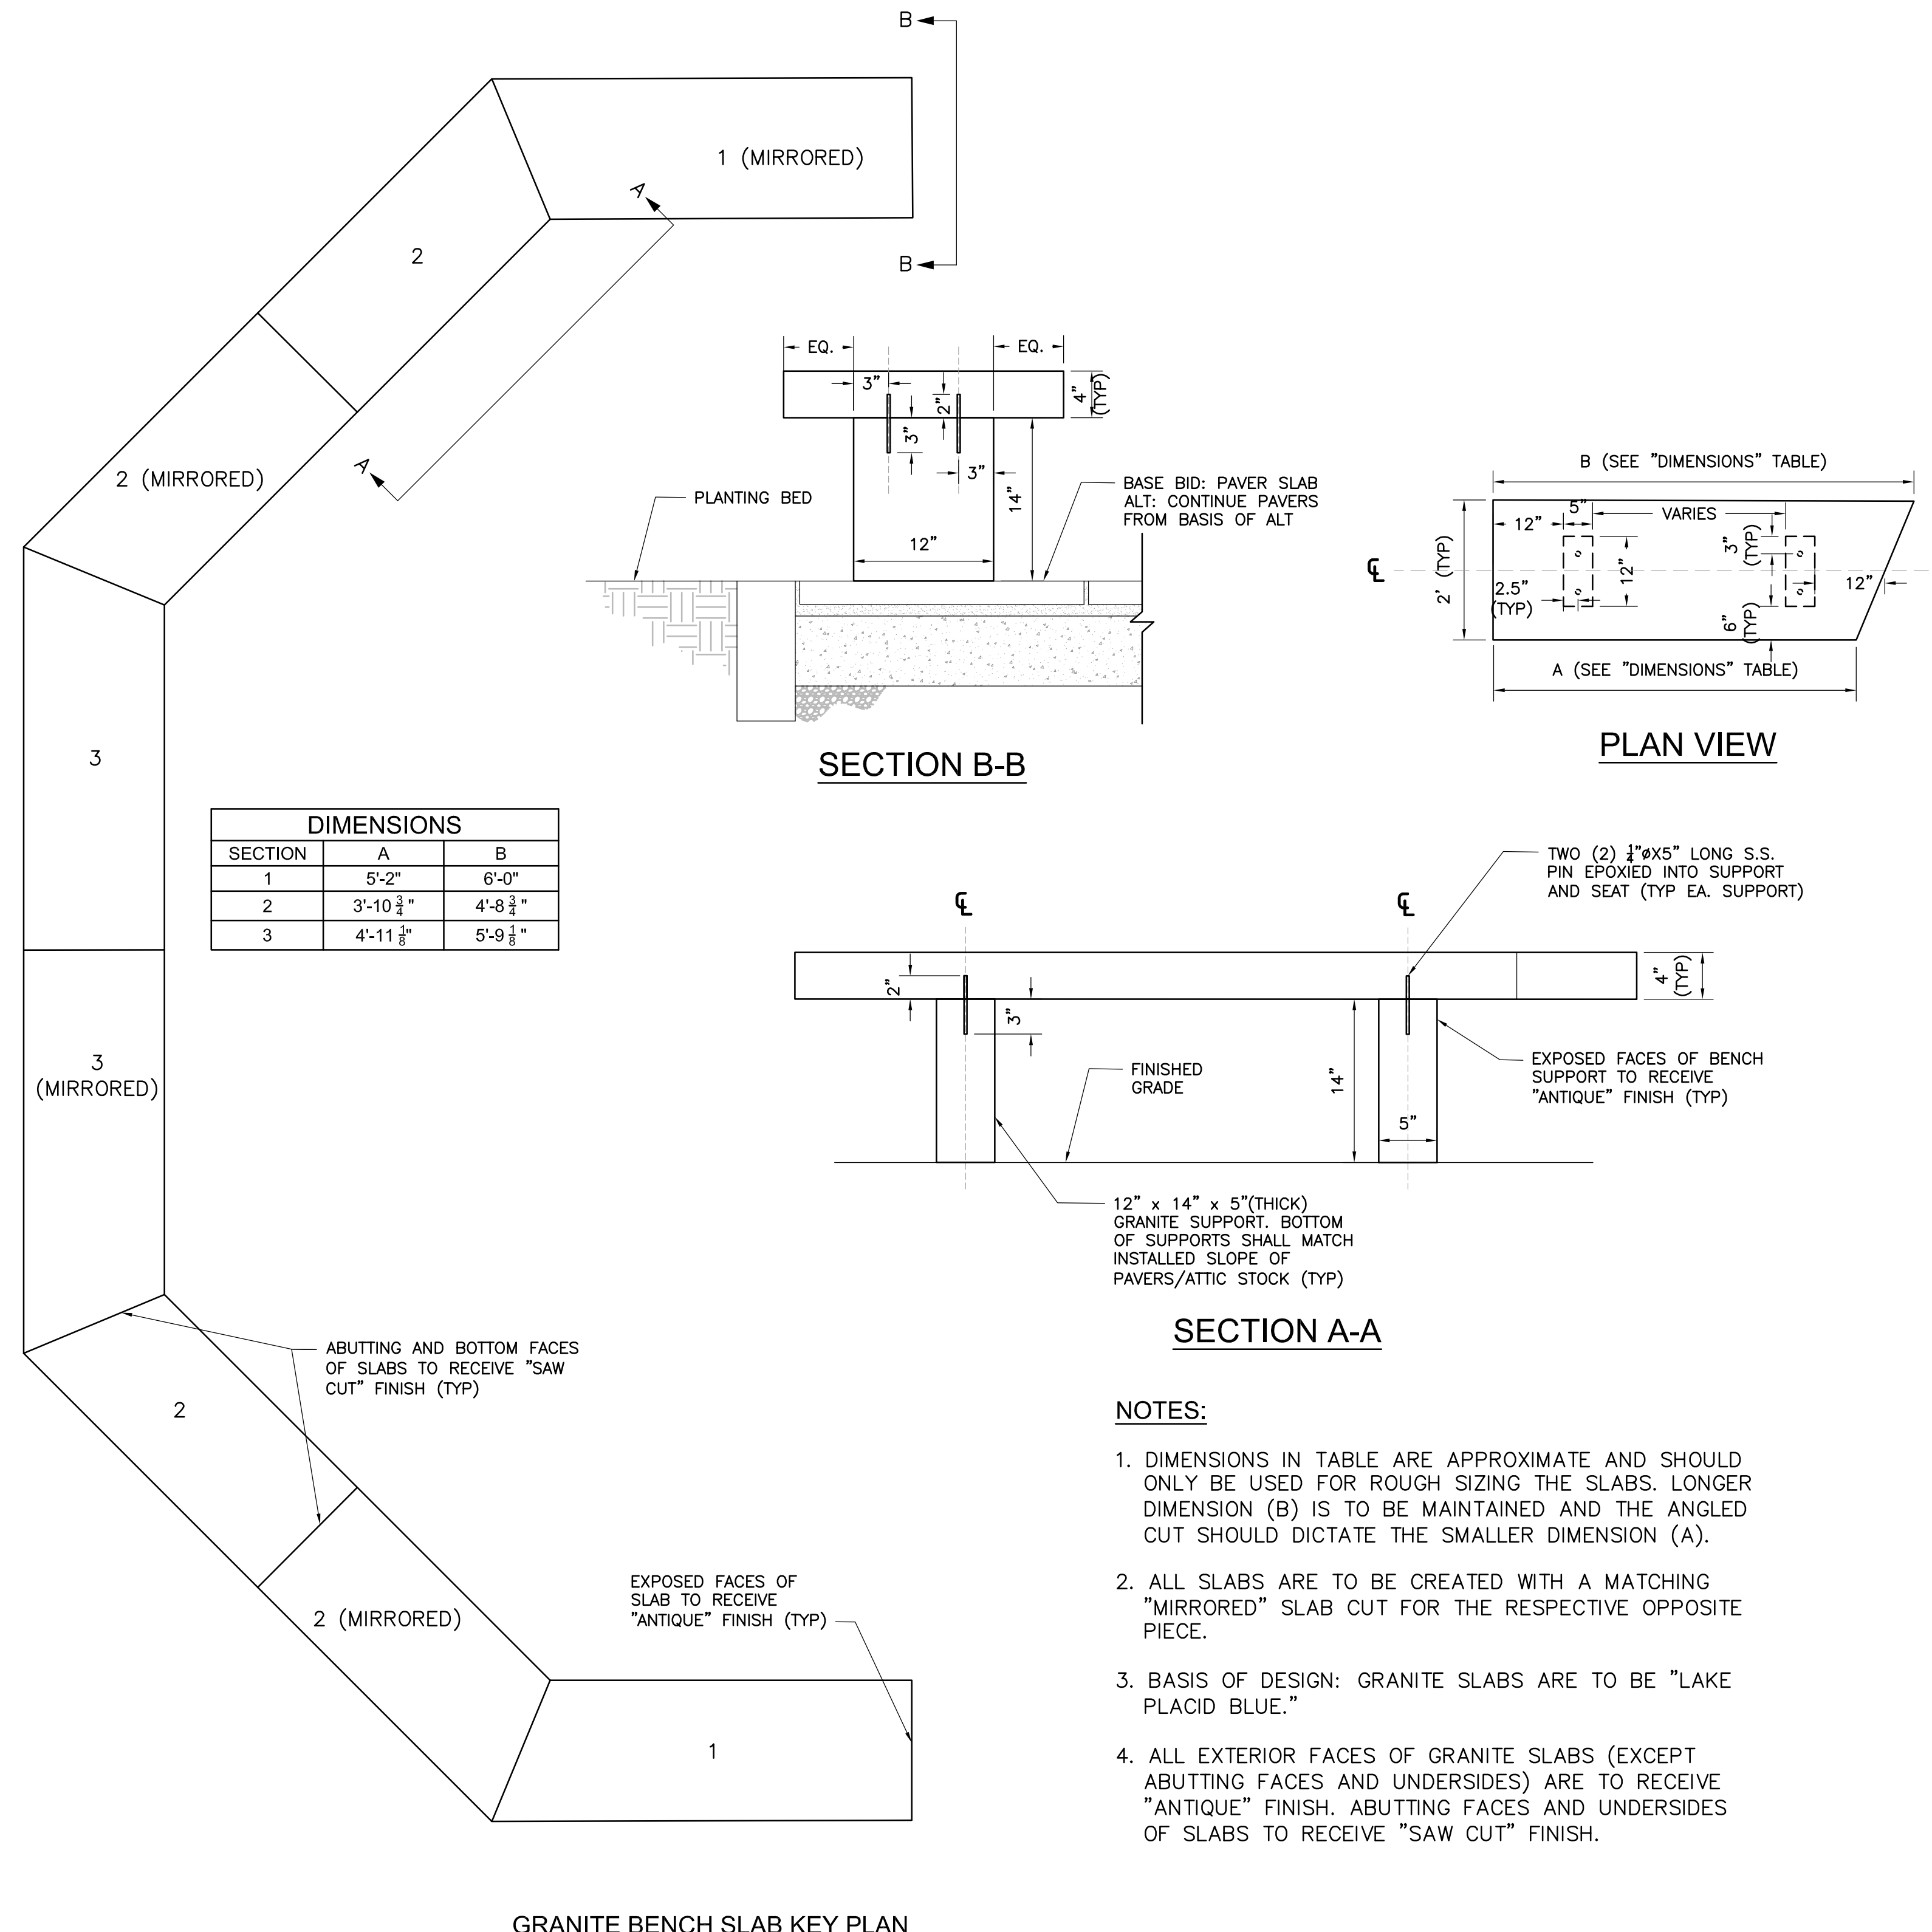 B
1 (MIRRORED)
A
2
B
2 (MIRRORED)
A
3
3
(MIRRORED)
2
2 (MIRRORED)
1
ABUTTING AND BOTTOM FACES
OF SLABS TO RECEIVE "SAW
CUT" FINISH (TYP)
EXPOSED FACES OF
SLAB TO RECEIVE
"ANTIQUE" FINISH (TYP)
GRANITE BENCH SLAB KEY PLAN
DIMENSIONS
SECTION A B
1 5'-2" 6'-0"
2 3'-10 3/4 " 4'-8 3/4 "
3 4'-11 1/8" 5'-9 1/8 "
EQ. EQ.
3"
2"
4"
(TYP)
3"
3"
14"
12"
PLANTING BED
BASE BID: PAVER SLAB
ALT: CONTINUE PAVERS
FROM BASIS OF ALT
SECTION B-B
B (SEE "DIMENSIONS" TABLE)
5"
12" VARIES
2' (TYP)
3"
(TYP)
℄
12"
12"
2.5"
(TYP)
6"
(TYP)
A (SEE "DIMENSIONS" TABLE)
PLAN VIEW
TWO (2) 1/4"øX5" LONG S.S.
PIN EPOXIED INTO SUPPORT
AND SEAT (TYP EA. SUPPORT)
℄ ℄
2"
4"
(TYP)
3"
FINISHED
GRADE
14"
5"
EXPOSED FACES OF BENCH
SUPPORT TO RECEIVE
"ANTIQUE" FINISH (TYP)
12" x 14" x 5"(THICK)
GRANITE SUPPORT. BOTTOM
OF SUPPORTS SHALL MATCH
INSTALLED SLOPE OF
PAVERS/ATTIC STOCK (TYP)
SECTION A-A
NOTES:
1. DIMENSIONS IN TABLE ARE APPROXIMATE AND SHOULD
ONLY BE USED FOR ROUGH SIZING THE SLABS. LONGER
DIMENSION (B) IS TO BE MAINTAINED AND THE ANGLED
CUT SHOULD DICTATE THE SMALLER DIMENSION (A).
2. ALL SLABS ARE TO BE CREATED WITH A MATCHING
"MIRRORED" SLAB CUT FOR THE RESPECTIVE OPPOSITE
PIECE.
3. BASIS OF DESIGN: GRANITE SLABS ARE TO BE "LAKE
PLACID BLUE."
4. ALL EXTERIOR FACES OF GRANITE SLABS (EXCEPT
ABUTTING FACES AND UNDERSIDES) ARE TO RECEIVE
"ANTIQUE" FINISH. ABUTTING FACES AND UNDERSIDES
OF SLABS TO RECEIVE "SAW CUT" FINISH.